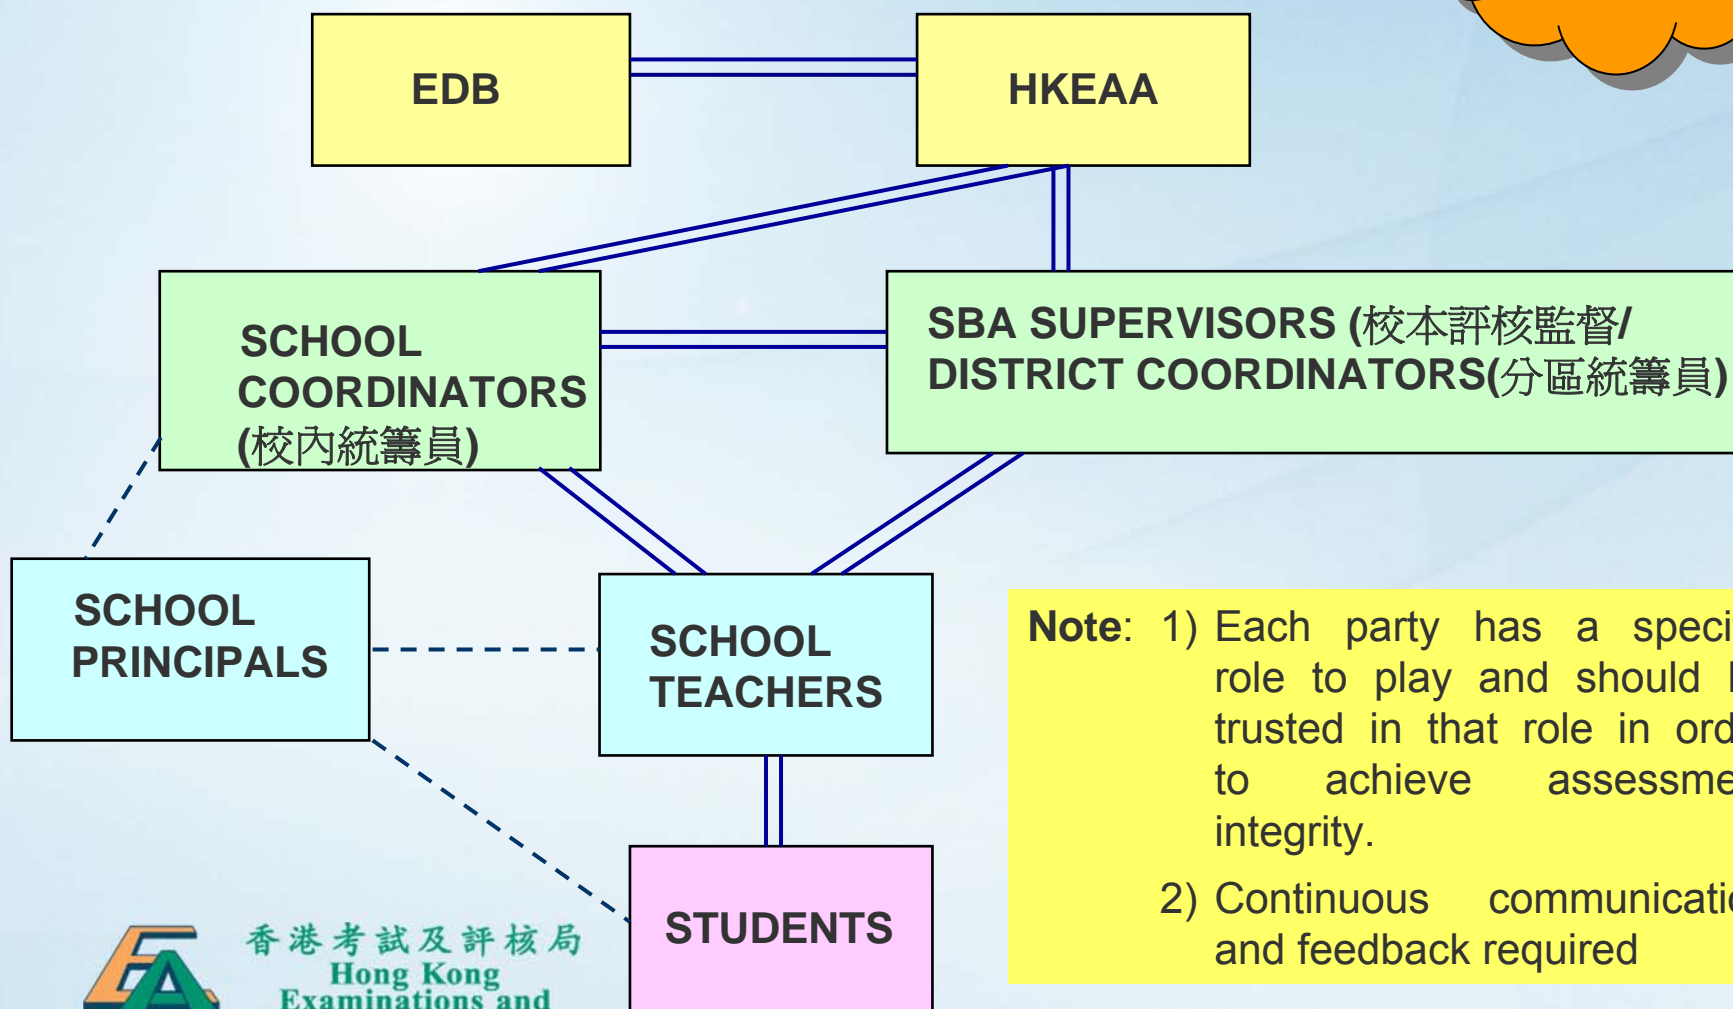 EDB
HKEAA
SCHOOL
COORDINATORS
(校內統籌員)
SBA SUPERVISORS (校本評核監督/
DISTRICT COORDINATORS(分區統籌員)
SCHOOL
PRINCIPALS
SCHOOL
TEACHERS
STUDENTS
Note: 1) Each party has a speci
role to play and should
trusted in that role in ord
to achieve assessme
integrity.
2) Continuous communicati
and feedback required
香港考試及評核局
Hong Kong
Examinations and